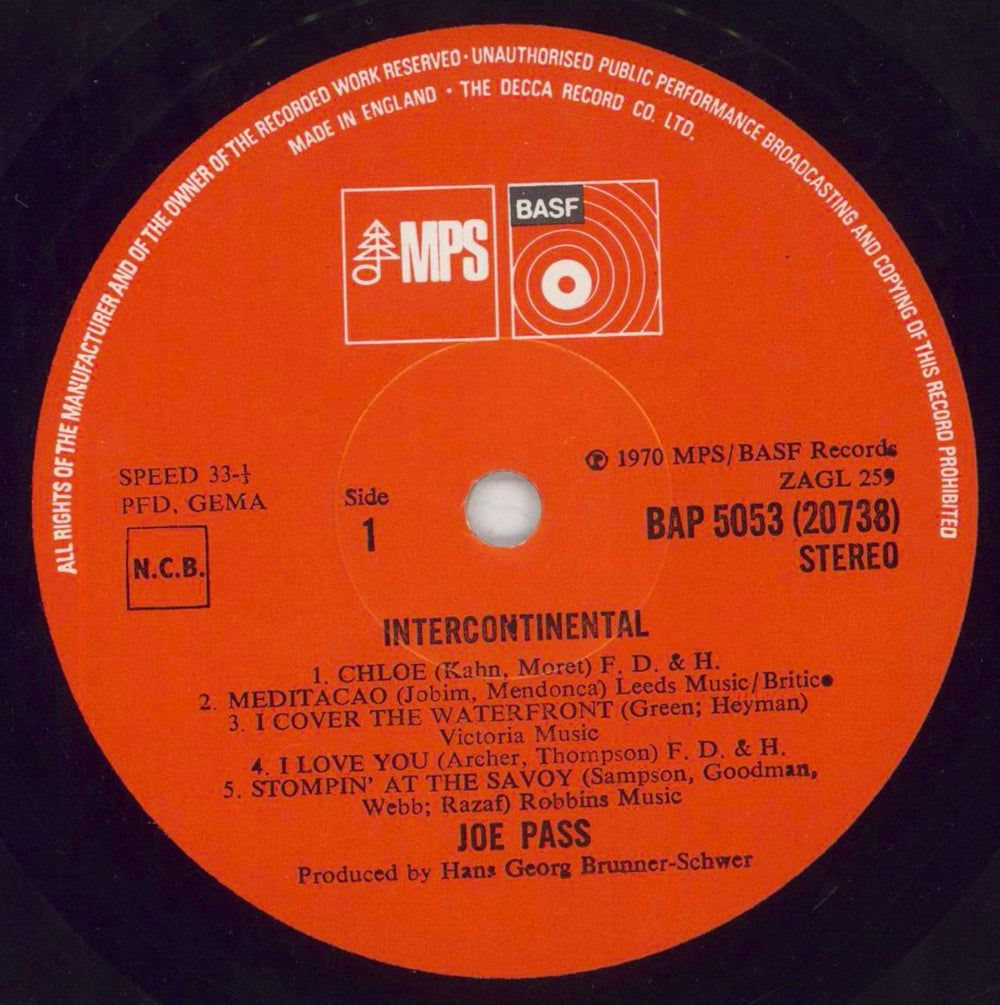 ALL RIGHTS OF THE MANUFACTURER AND OF THE OWNER OF THE RECORDED WORK RESERVED · UNAUTHORISED PUBLIC PERFORMANCE BROADCASTING AND COPYING OF THIS RECORD PROHIBITED
MADE IN ENGLAND · THE DECCA RECORD CO. LTD.
MPS
BASF
SPEED 33-⅓
PFD. GEMA
N.C.B.
Side
1
℗ 1970 MPS/BASF Records
ZAGL 259
BAP 5053 (20738)
STEREO
INTERCONTINENTAL
1. CHLOE (Kahn, Moret) F. D. & H.
2. MEDITACAO (Jobim, Mendonca) Leeds Music/Britico
3. I COVER THE WATERFRONT (Green; Heyman)
Victoria Music
4. I LOVE YOU (Archer, Thompson) F. D. & H.
5. STOMPIN' AT THE SAVOY (Sampson, Goodman,
Webb; Razaf) Robbins Music
JOE PASS
Produced by Hans Georg Brunner-Schwer